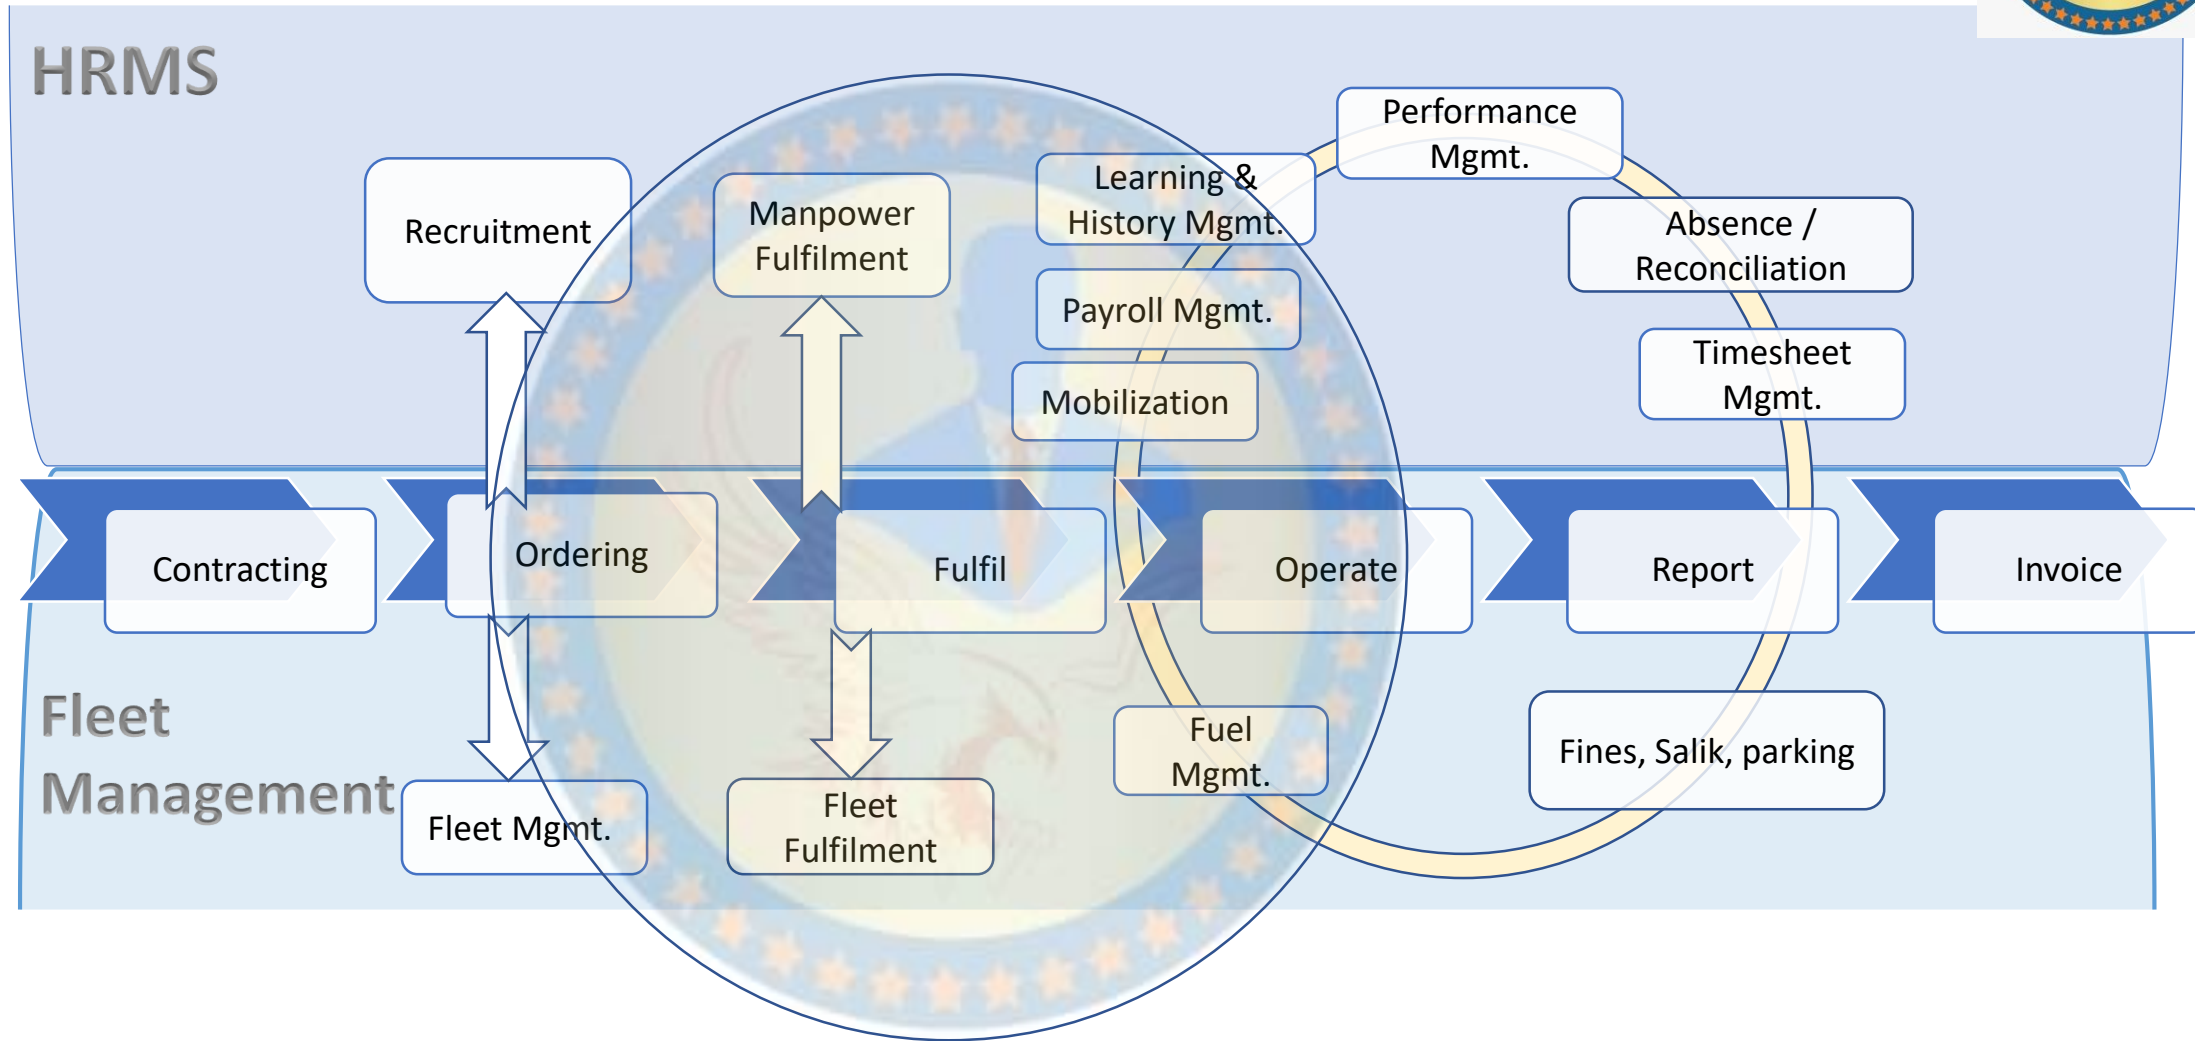 HRMS
Performance
Mgmt.
Learning &
History Mgmt.
Recruitment
Manpower
Fulfilment
Absence /
Reconciliation
Payroll Mgmt.
Timesheet
Mgmt.
Mobilization
Contracting
Ordering
Fulfil
Operate
Report
Invoice
Fleet
Management
Fuel
Mgmt.
Fines, Salik, parking
Fleet Mgmt.
Fleet
Fulfilment